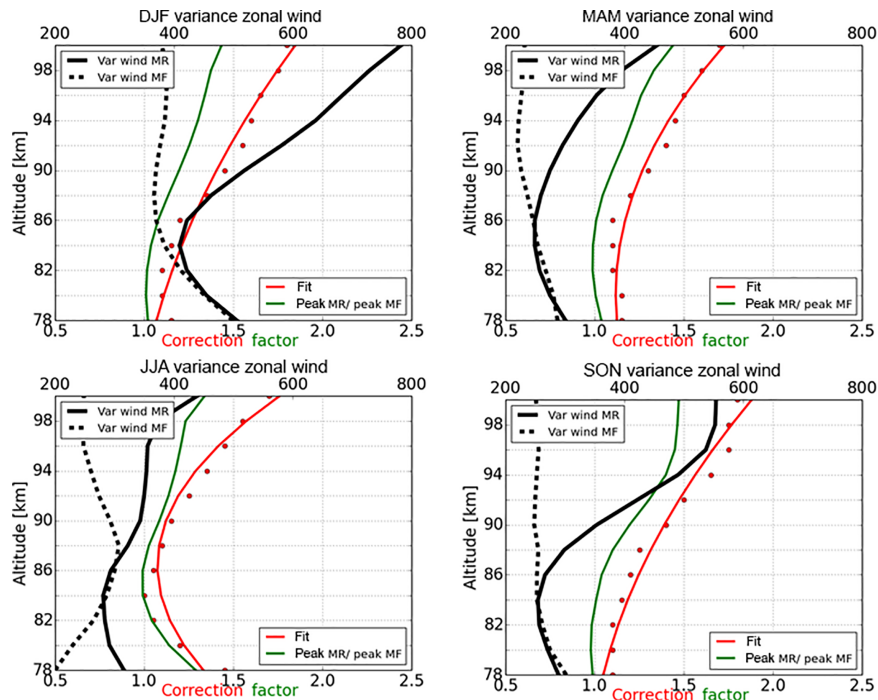 DJF variance zonal wind
200 400 600 800
Var wind MR
Var wind MF
Altitude [km]
98
94
90
86
82
78
Fit
Peak MR/ peak MF
0.5 1.0 1.5 2.0 2.5
Correction factor
MAM variance zonal wind
200 400 600 800
Var wind MR
Var wind MF
Altitude [km]
98
94
90
86
82
78
Fit
Peak MR/ peak MF
0.5 1.0 1.5 2.0 2.5
Correction factor
JJA variance zonal wind
200 400 600 800
Var wind MR
Var wind MF
Altitude [km]
98
94
90
86
82
78
Fit
Peak MR/ peak MF
0.5 1.0 1.5 2.0 2.5
Correction factor
SON variance zonal wind
200 400 600 800
Var wind MR
Var wind MF
Altitude [km]
98
94
90
86
82
78
Fit
Peak MR/ peak MF
0.5 1.0 1.5 2.0 2.5
Correction factor